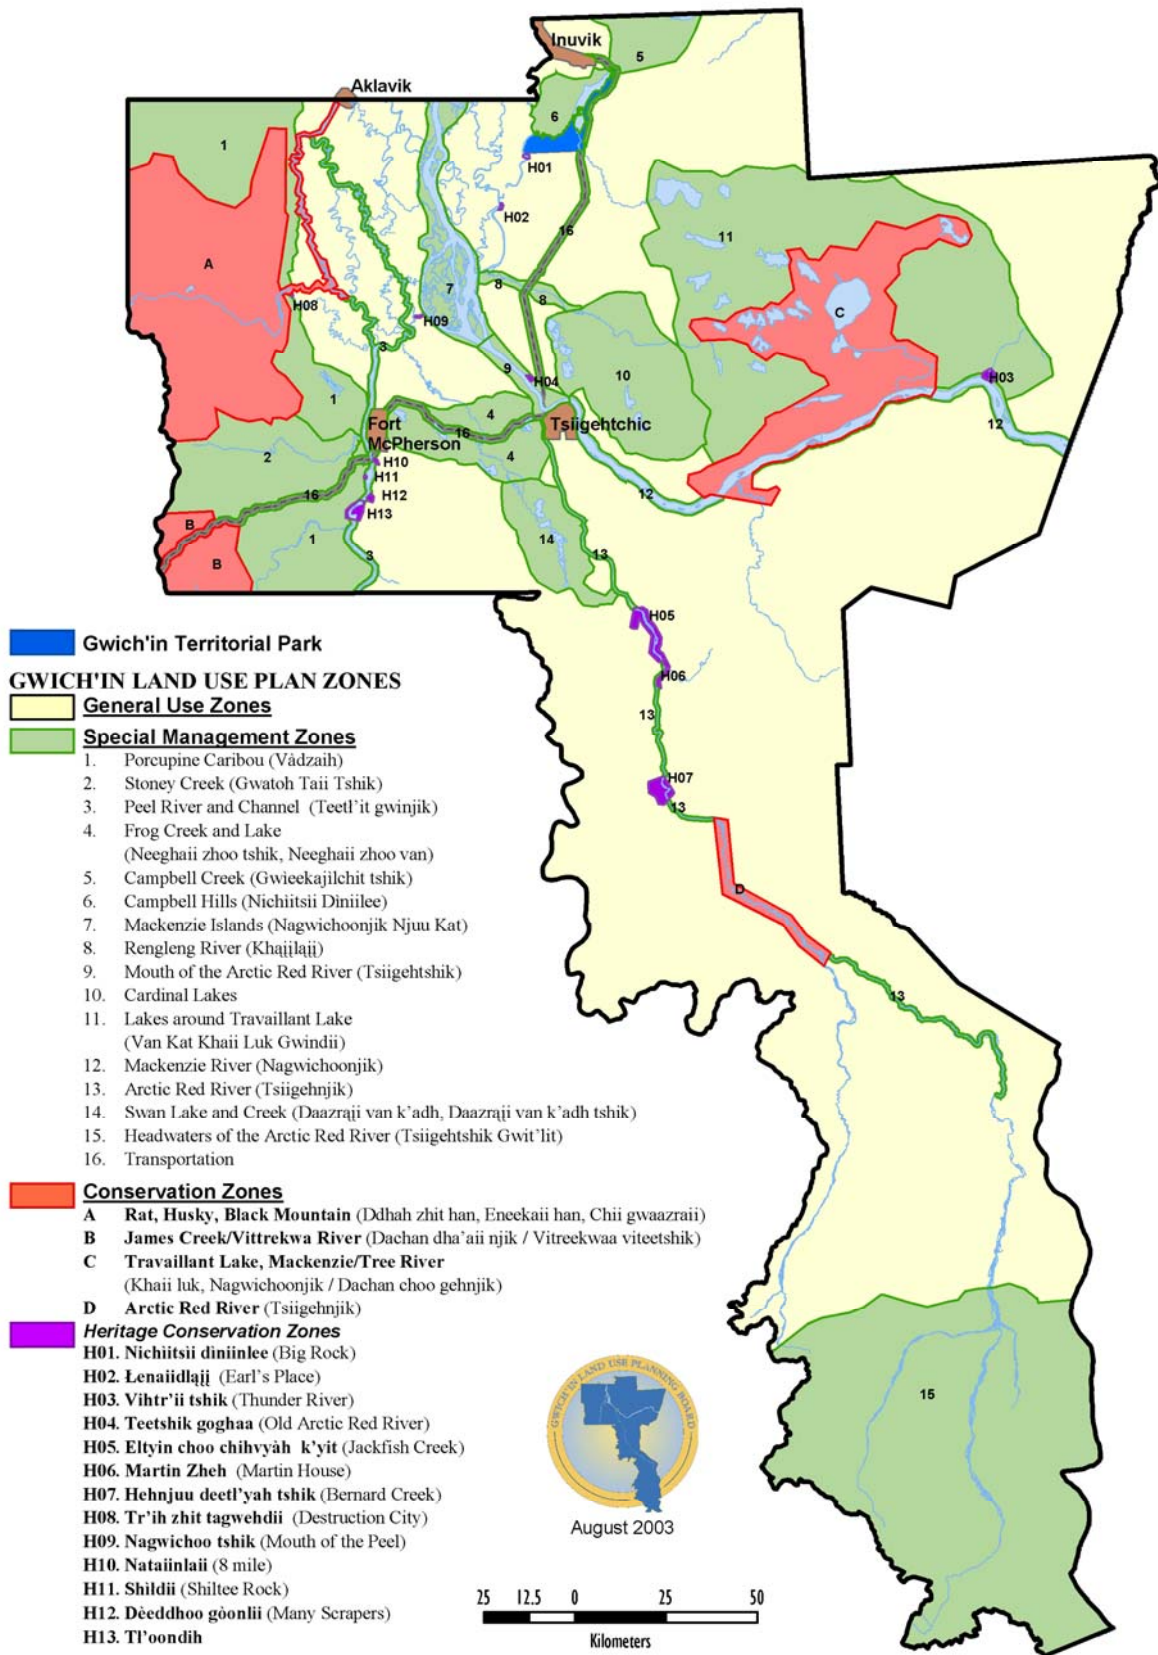 Inuvik
5
Aklavik
6
1
H01
H02
16
11
A
7
8
8
C
H08
H09
3
9
H04
10
H03
1
4
12
Fort
McPherson
16
Tsiigehtchic
2
H10
4
H11
16
H12
12
H13
B
1
14
B
3
13
H05
H06
13
H07
13
D
13
15
Gwich'in Territorial Park
GWICH'IN LAND USE PLAN ZONES
General Use Zones
Special Management Zones
1. Porcupine Caribou (Vàdzaih)
2. Stoney Creek (Gwatoh Taii Tshik)
3. Peel River and Channel (Teetl'it gwinjik)
4. Frog Creek and Lake
(Neeghaii zhoo tshik, Neeghaii zhoo van)
5. Campbell Creek (Gwìeekajìlchit tshik)
6. Campbell Hills (Nichìitsii Dìniilee)
7. Mackenzie Islands (Nagwichoonjik Njuu Kat)
8. Rengleng River (Khaįįląįį)
9. Mouth of the Arctic Red River (Tsiigehtshik)
10. Cardinal Lakes
11. Lakes around Travaillant Lake
(Van Kat Khaii Luk Gwindii)
12. Mackenzie River (Nagwichoonjik)
13. Arctic Red River (Tsiigehnjik)
14. Swan Lake and Creek (Daazrąįi van k'adh, Daazrąįi van k'adh tshik)
15. Headwaters of the Arctic Red River (Tsiigehtshik Gwit'lit)
16. Transportation
Conservation Zones
A Rat, Husky, Black Mountain (Ddhah zhit han, Eneekaii han, Chii gwaazraii)
B James Creek/Vittrekwa River (Dachan dha'aii njik / Vitreekwaa viteetshik)
C Travaillant Lake, Mackenzie/Tree River
(Khaii luk, Nagwichoonjik / Dachan choo gehnjik)
D Arctic Red River (Tsiigehnjik)
Heritage Conservation Zones
H01. Nichìitsii dìniinlee (Big Rock)
H02. Łenaiidląįį (Earl's Place)
H03. Vihtr'ii tshik (Thunder River)
H04. Teetshik goghaa (Old Arctic Red River)
H05. Eltyin choo chihvyàh k'yit (Jackfish Creek)
H06. Martin Zheh (Martin House)
H07. Hehnjuu deetl'yah tshik (Bernard Creek)
H08. Tr'ih zhit tagwehdii (Destruction City)
H09. Nagwichoo tshik (Mouth of the Peel)
H10. Nataiinlaii (8 mile)
H11. Shìldii (Shiltee Rock)
H12. Dèeddhoo gòonlii (Many Scrapers)
H13. Tl'oondih
GWICH'IN LAND USE PLANNING BOARD
August 2003
25 12.5 0 25 50
Kilometers